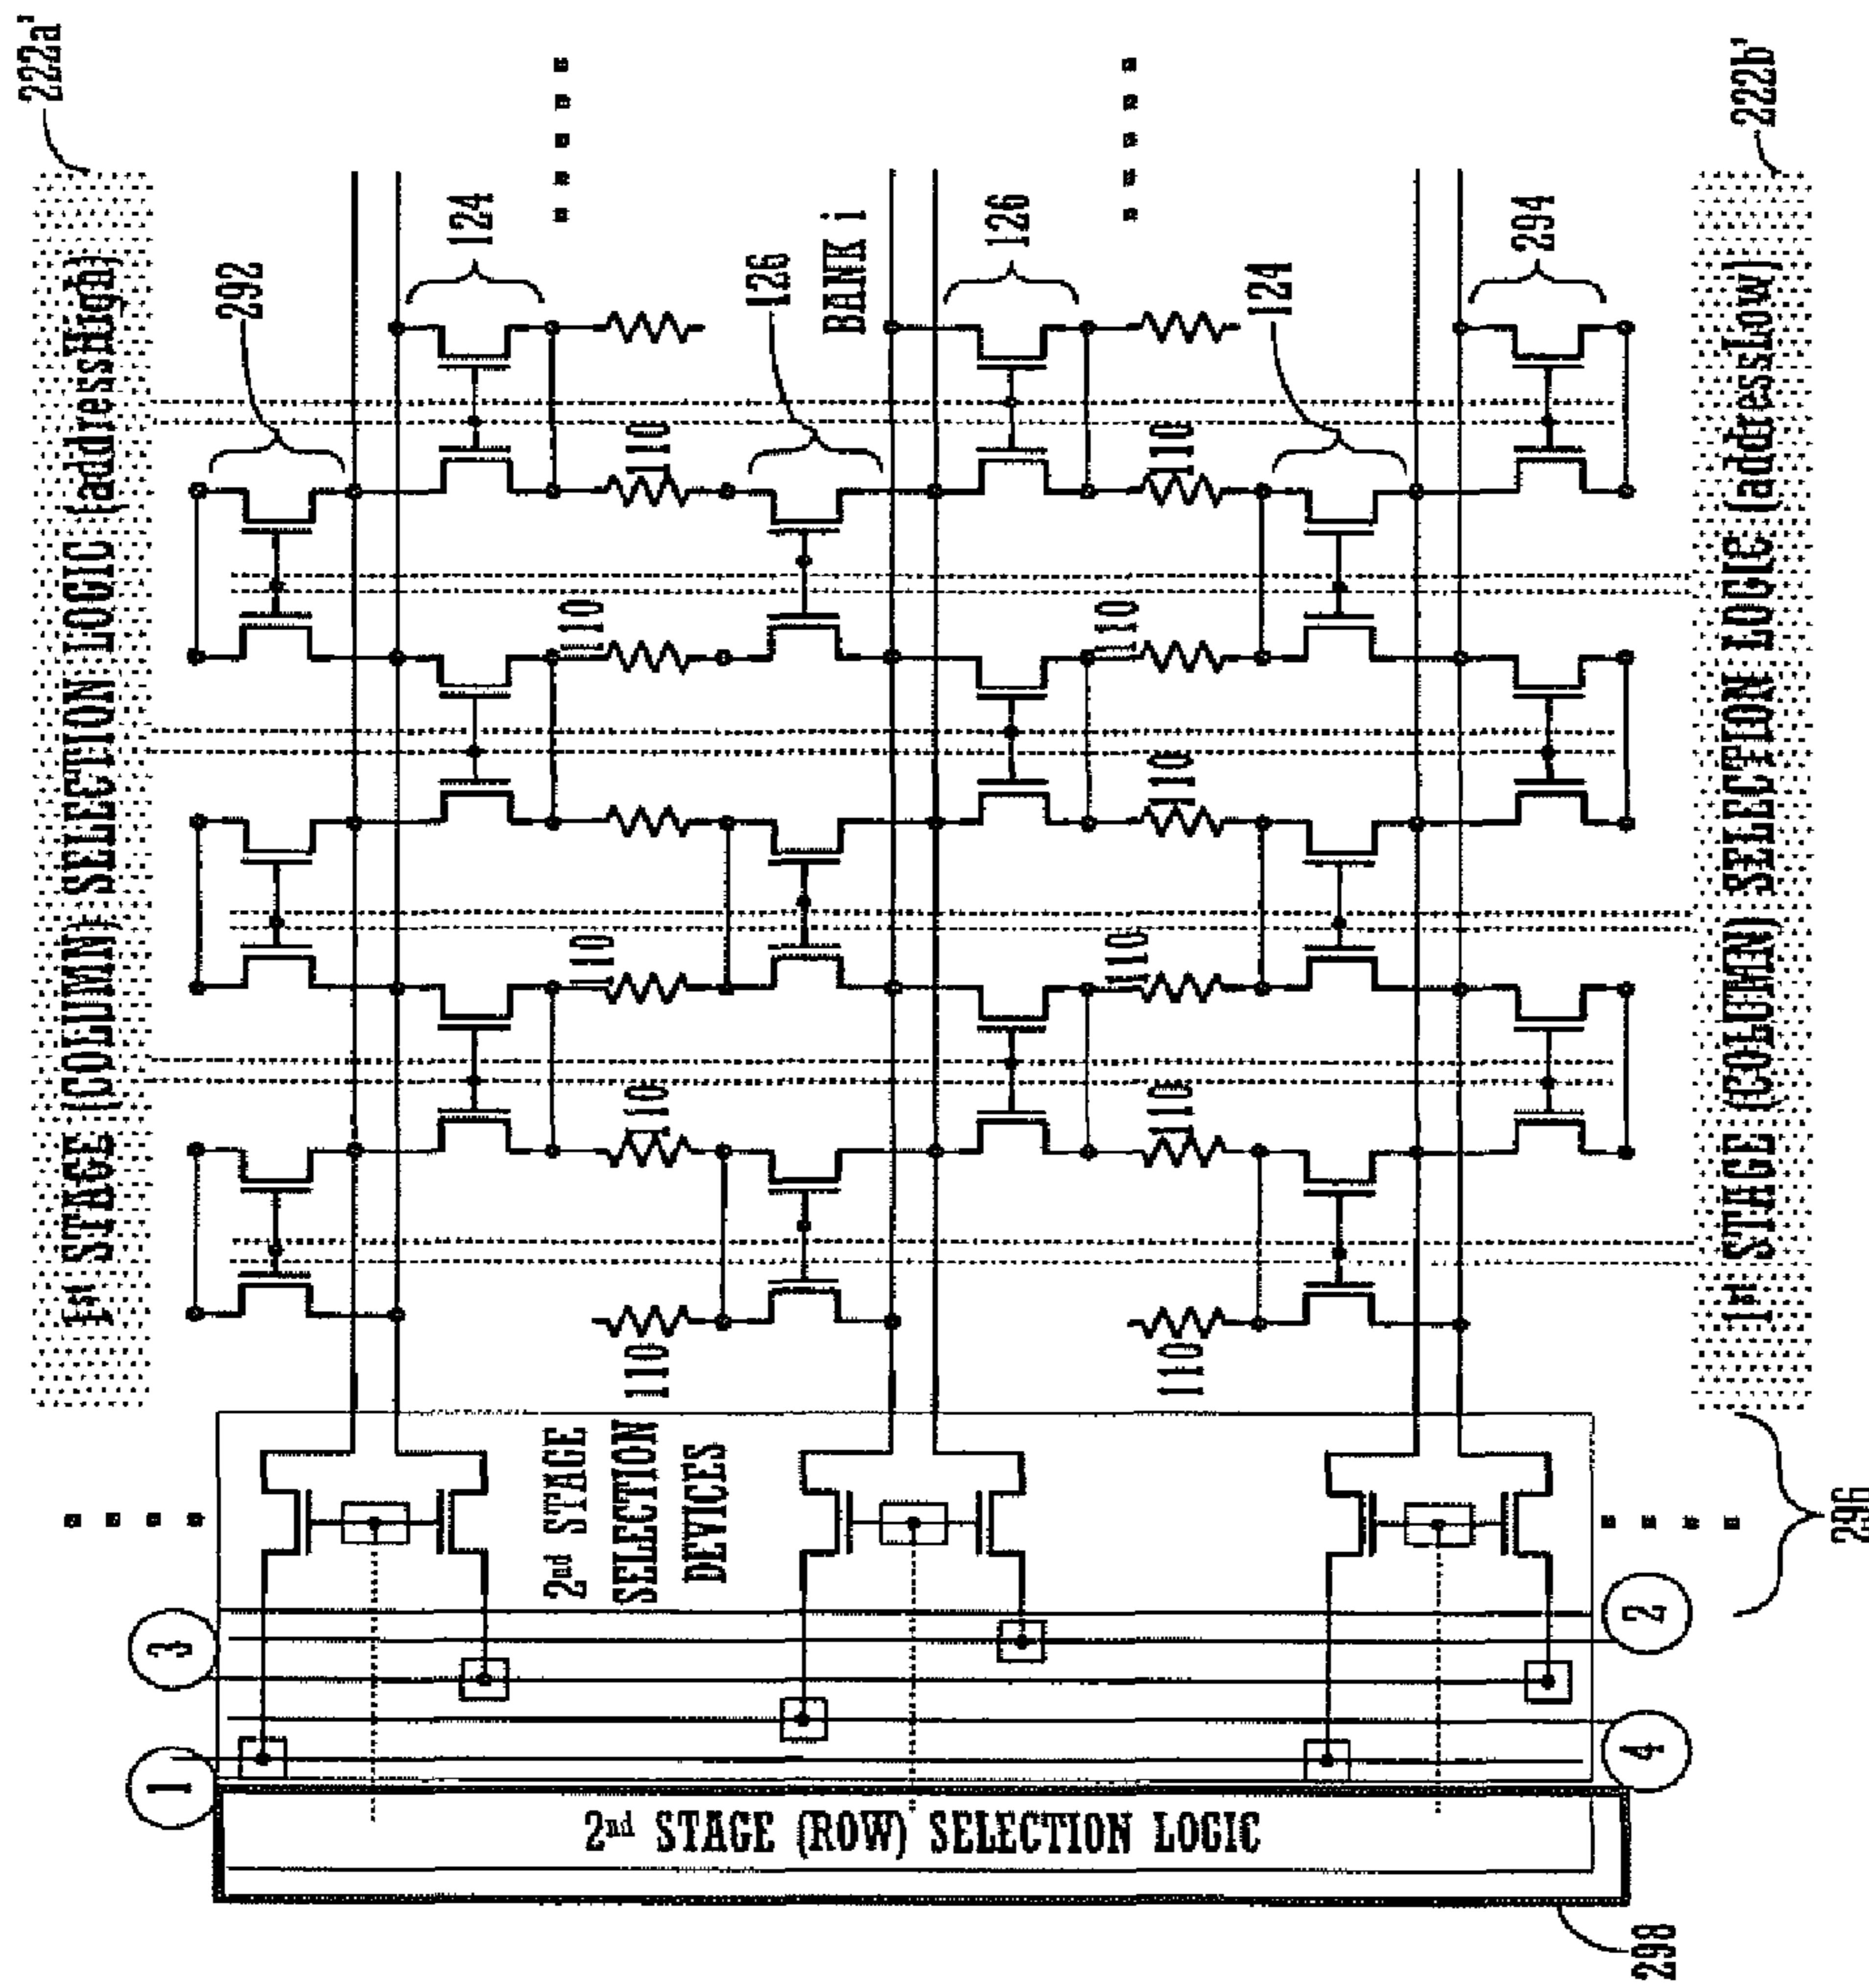 222a'
1st STAGE (COLUMN) SELECTION LOGIC (addressHigh)
292
124
126
BANK i
126
124
294
110
110
110
110
110
110
110
110
110
110
110
1st STAGE (COLUMN) SELECTION LOGIC (addressLow)
222b'
2nd STAGE
SELECTION
DEVICES
296
3
2
1
4
2nd STAGE (ROW) SELECTION LOGIC
298